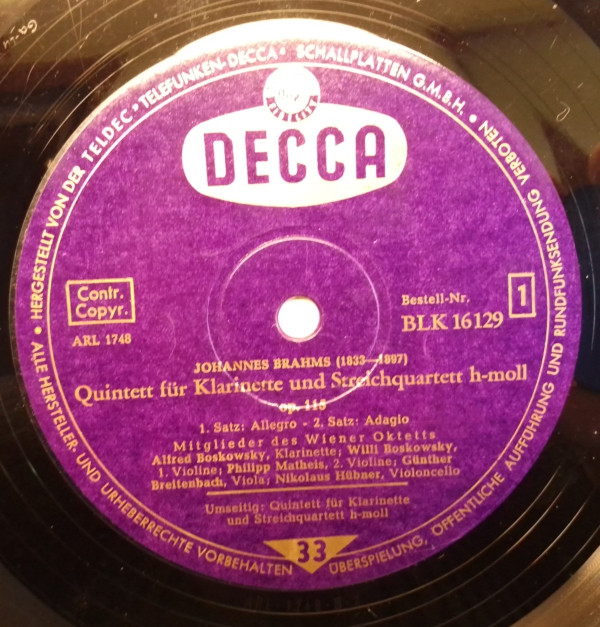 • HERGESTELLT VON DER TELDEC • TELEFUNKEN-DECCA • SCHALLPLATTEN G.M.B.H. •
DECCA
Contr.
Copyr.
ARL 1748
Bestell-Nr.
BLK 16129
1
JOHANNES BRAHMS (1833—1897)
Quintett für Klarinette und Streichquartett h-moll
op. 115
1. Satz: Allegro - 2. Satz: Adagio
Mitglieder des Wiener Oktetts
Alfred Boskowsky, Klarinette; Willi Boskowsky,
1. Violine; Philipp Matheis, 2. Violine; Günther
Breitenbach, Viola; Nikolaus Hübner, Violoncello
Umseitig: Quintett für Klarinette
und Streichquartett h-moll
33
ALLE HERSTELLER- UND URHEBERRECHTE VORBEHALTEN
ÜBERSPIELUNG, ÖFFENTLICHE AUFFÜHRUNG UND RUNDFUNKSENDUNG VERBOTEN